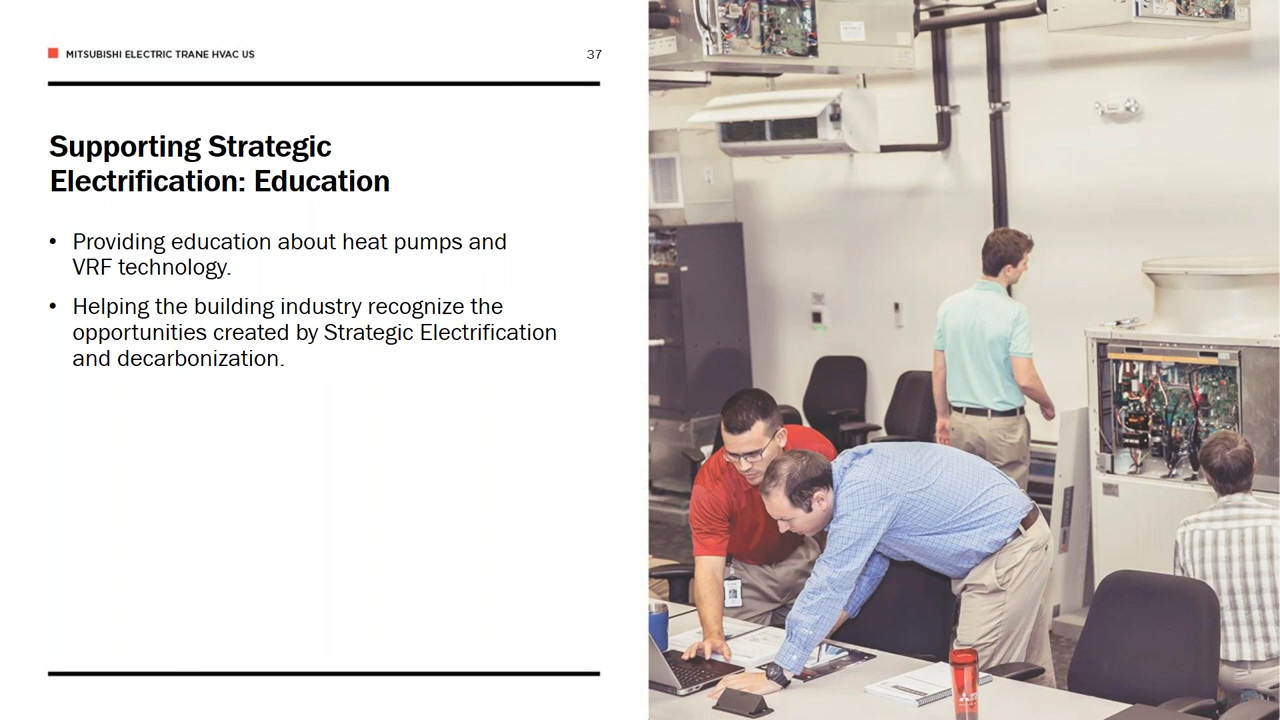 MITSUBISHI ELECTRIC TRANE HVAC US
37
Supporting Strategic
Electrification: Education
• Providing education about heat pumps and
VRF technology.
• Helping the building industry recognize the
opportunities created by Strategic Electrification
and decarbonization.